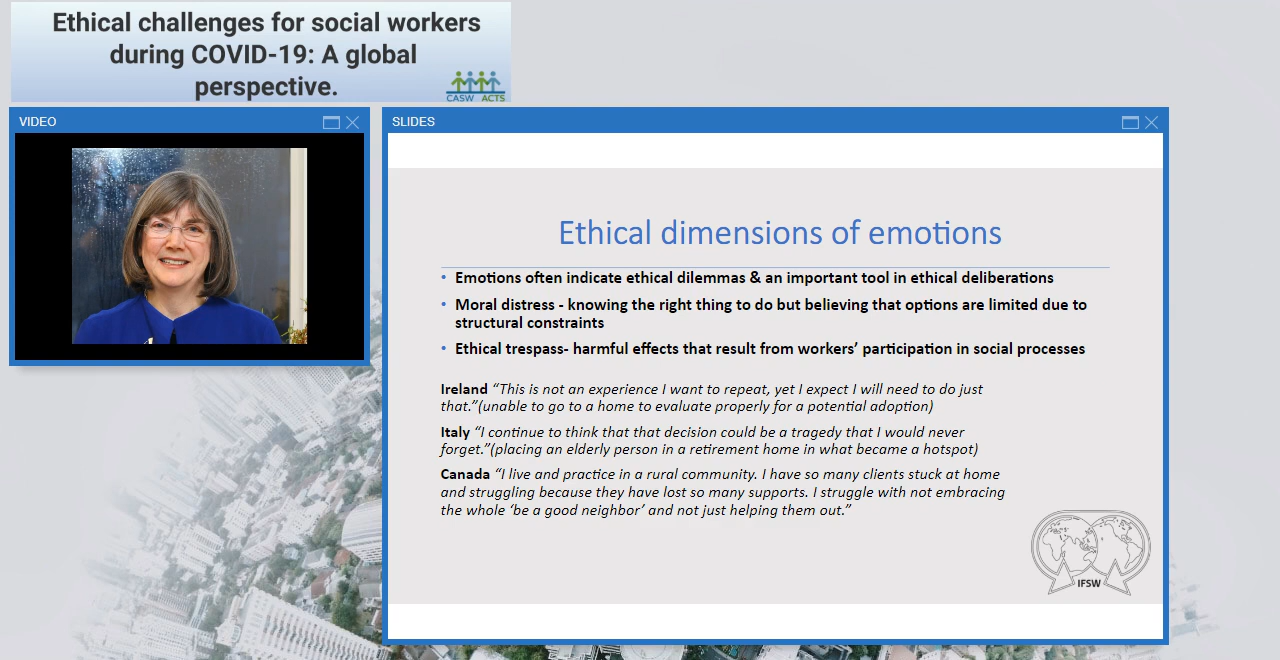 Ethical challenges for social workers
during COVID-19: A global
perspective.
CASW ACTS
VIDEO
SLIDES
Ethical dimensions of emotions
• Emotions often indicate ethical dilemmas & an important tool in ethical deliberations
• Moral distress - knowing the right thing to do but believing that options are limited due to
structural constraints
• Ethical trespass- harmful effects that result from workers’ participation in social processes
Ireland “This is not an experience I want to repeat, yet I expect I will need to do just
that.”(unable to go to a home to evaluate properly for a potential adoption)
Italy “I continue to think that that decision could be a tragedy that I would never
forget.”(placing an elderly person in a retirement home in what became a hotspot)
Canada “I live and practice in a rural community. I have so many clients stuck at home
and struggling because they have lost so many supports. I struggle with not embracing
the whole ‘be a good neighbor’ and not just helping them out.”
IFSW